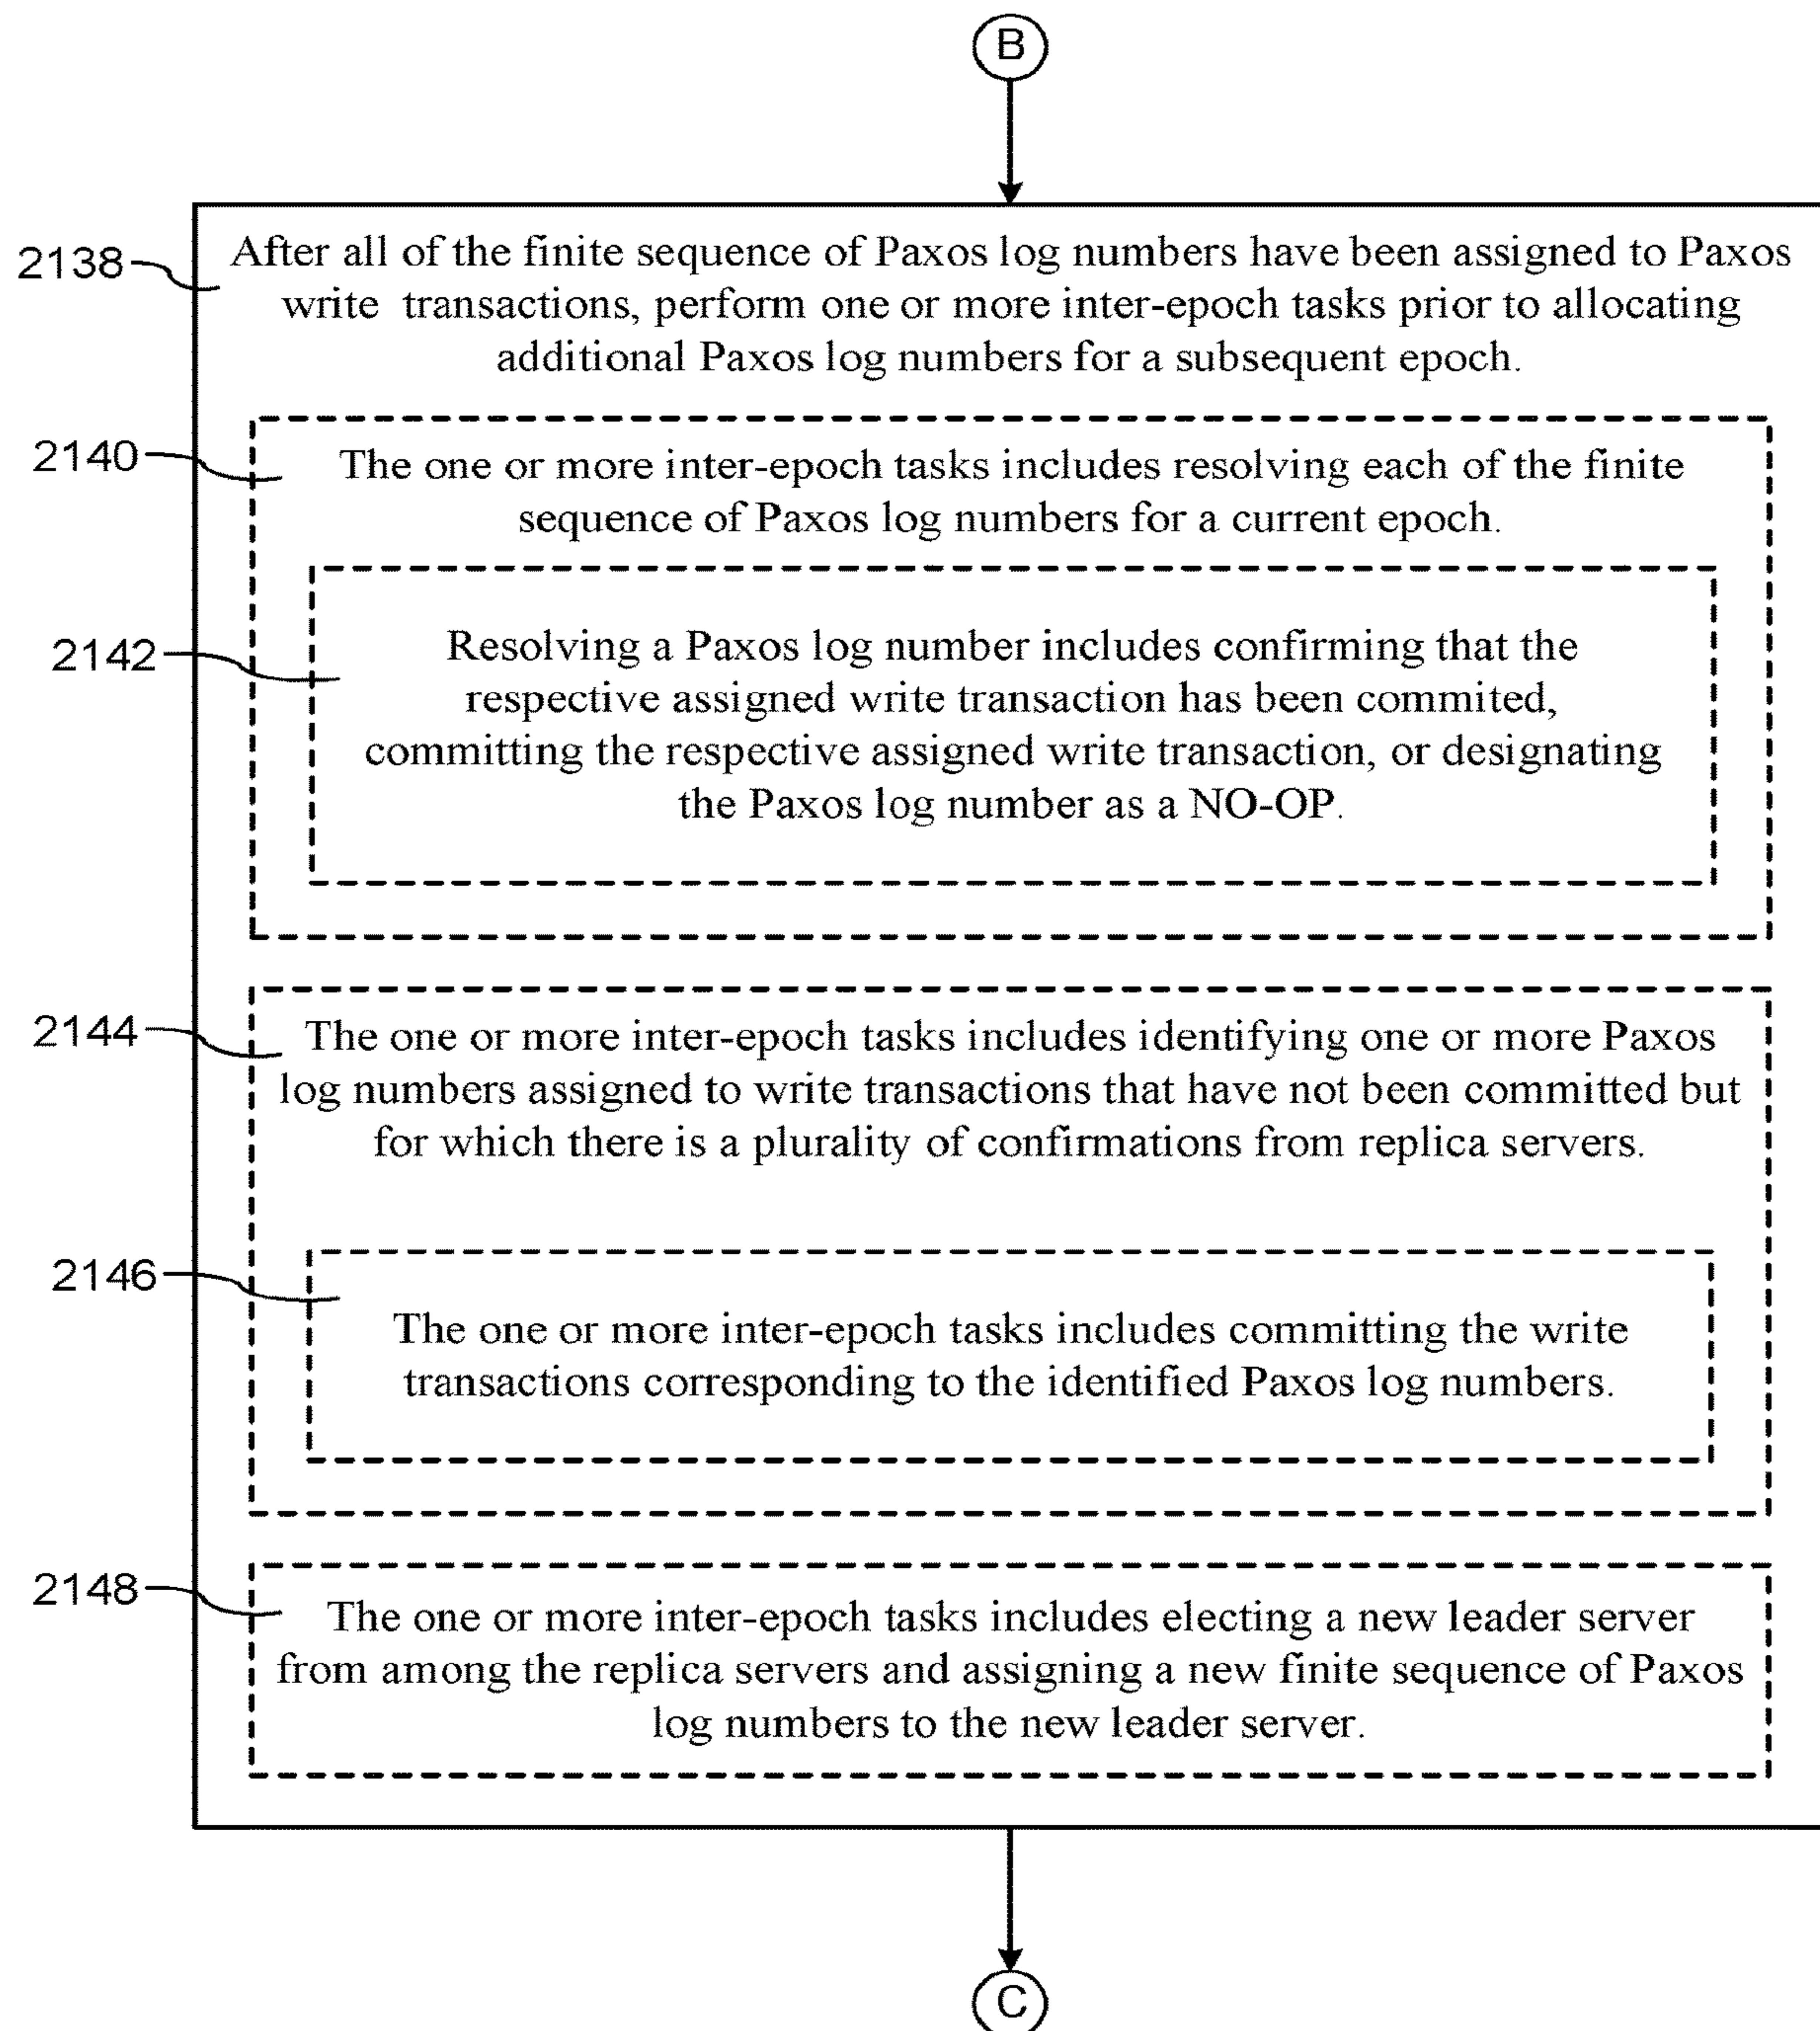 B
2138
After all of the finite sequence of Paxos log numbers have been assigned to Paxos
write transactions, perform one or more inter-epoch tasks prior to allocating
additional Paxos log numbers for a subsequent epoch.
2140
The one or more inter-epoch tasks includes resolving each of the finite
sequence of Paxos log numbers for a current epoch.
2142
Resolving a Paxos log number includes confirming that the
respective assigned write transaction has been commited,
committing the respective assigned write transaction, or designating
the Paxos log number as a NO-OP.
2144
The one or more inter-epoch tasks includes identifying one or more Paxos
log numbers assigned to write transactions that have not been committed but
for which there is a plurality of confirmations from replica servers.
2146
The one or more inter-epoch tasks includes committing the write
transactions corresponding to the identified Paxos log numbers.
2148
The one or more inter-epoch tasks includes electing a new leader server
from among the replica servers and assigning a new finite sequence of Paxos
log numbers to the new leader server.
C